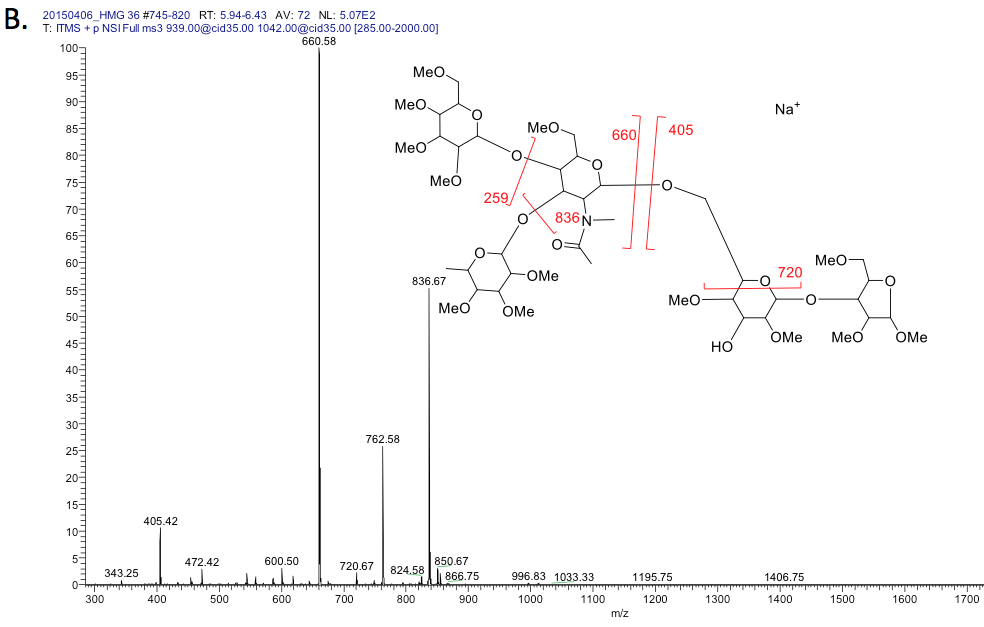 B.
20150406_HMG 36 #745-820 RT: 5.94-6.43 AV: 72 NL: 5.07E2
T: ITMS + p NSI Full ms3 939.00@cid35.00 1042.00@cid35.00 [285.00-2000.00]
660.58
100
95
90
85
80
75
70
65
60
55
50
45
40
35
30
25
20
15
10
5
0
MeO
MeO
O
MeO
MeO
O
MeO
O
259
O
836
N
O
O
OMe
MeO
OMe
660
405
O
Na+
720
MeO
O
MeO
HO
OMe
O
MeO
O
MeO
OMe
836.67
762.58
405.42
343.25
472.42
600.50
720.67
824.58
850.67
866.75
996.83
1033.33
1195.75
1406.75
300 400 500 600 700 800 900 1000 1100 1200 1300 1400 1500 1600 1700
m/z